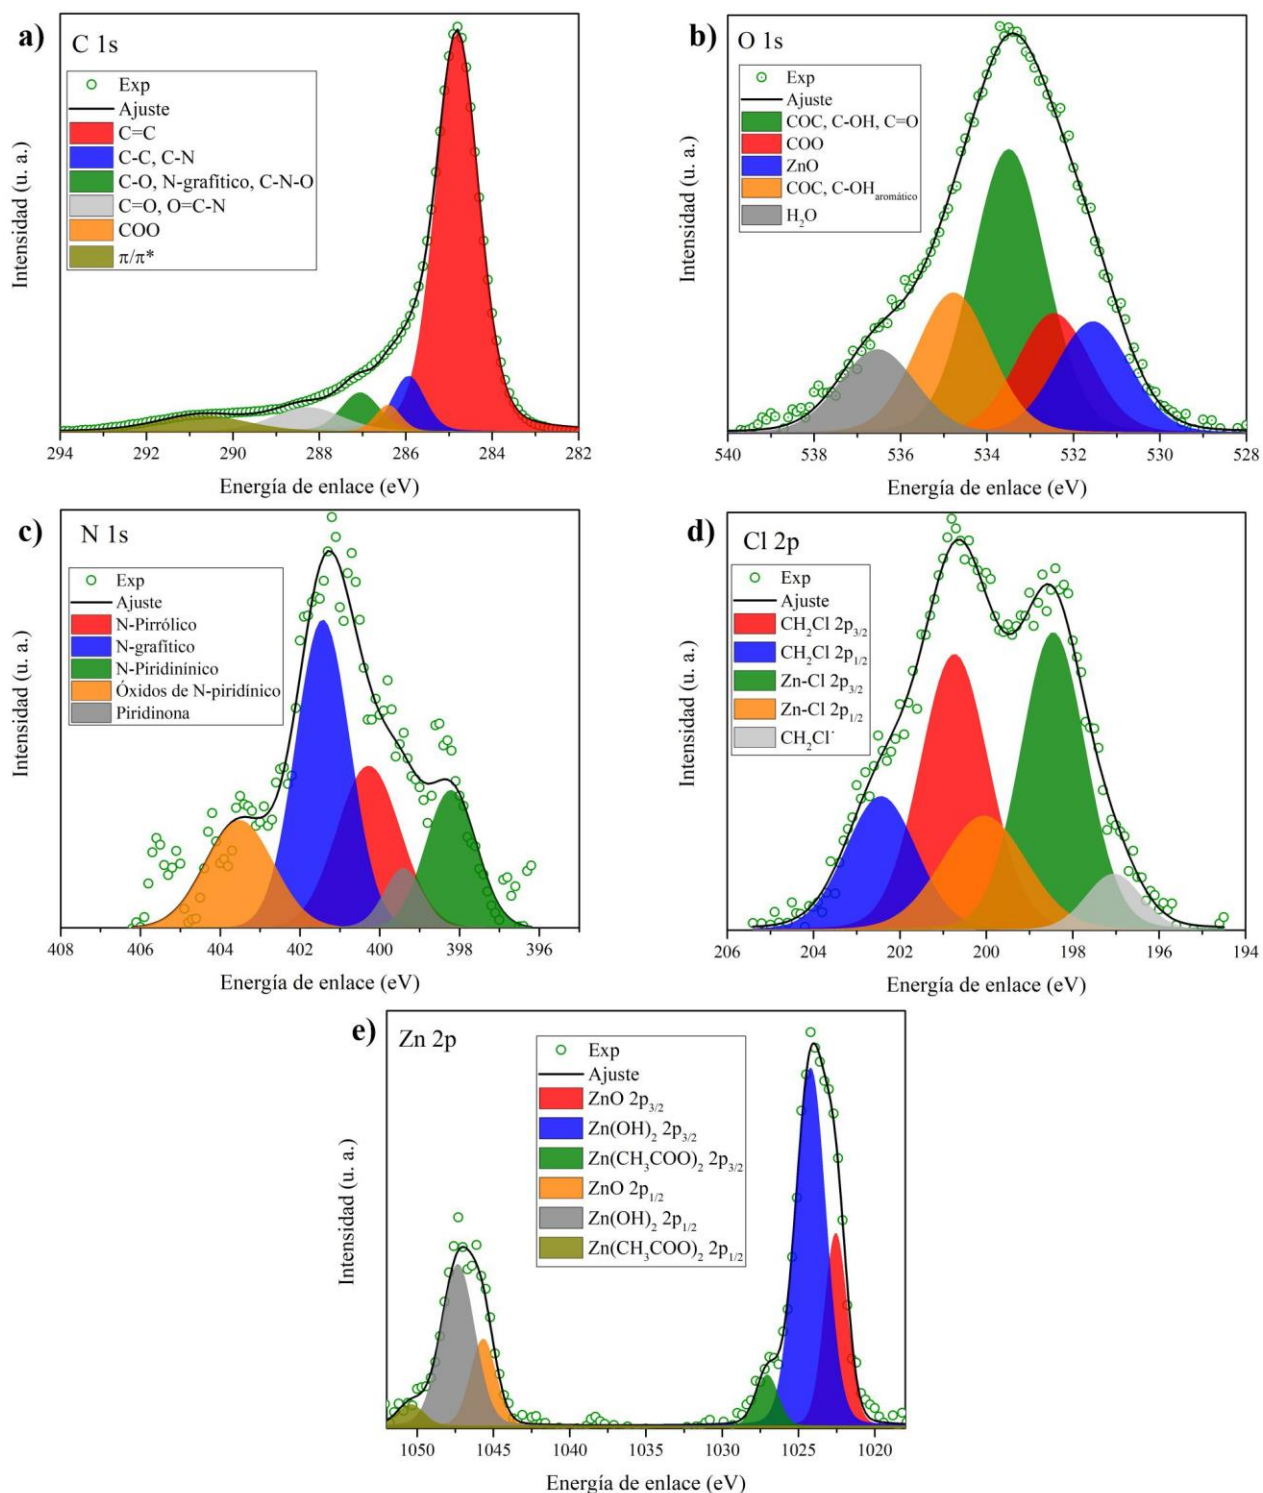 a)
C 1s
Exp
Ajuste
C=C
C-C, C-N
C-O, N-grafítico, C-N-O
C=O, O=C-N
COO
π/π*
Intensidad (u. a.)
294 292 290 288 286 284 282
Energía de enlace (eV)
b)
O 1s
Exp
Ajuste
COC, C-OH, C=O
COO
ZnO
COC, C-OH aromático
H₂O
Intensidad (u. a.)
540 538 536 534 532 530 528
Energía de enlace (eV)
c)
N 1s
Exp
Ajuste
N-Pirrólico
N-grafítico
N-Piridinínico
Óxidos de N-piridínico
Piridinona
Intensidad (u. a.)
408 406 404 402 400 398 396
Energía de enlace (eV)
d)
Cl 2p
Exp
Ajuste
CH₂Cl 2p3/2
CH₂Cl 2p1/2
Zn-Cl 2p3/2
Zn-Cl 2p1/2
CH₂Cl⁻
Intensidad (u. a.)
206 204 202 200 198 196 194
Energía de enlace (eV)
e)
Zn 2p
Exp
Ajuste
ZnO 2p3/2
Zn(OH)₂ 2p3/2
Zn(CH₃COO)₂ 2p3/2
ZnO 2p1/2
Zn(OH)₂ 2p1/2
Zn(CH₃COO)₂ 2p1/2
Intensidad (u. a.)
1050 1045 1040 1035 1030 1025 1020
Energía de enlace (eV)